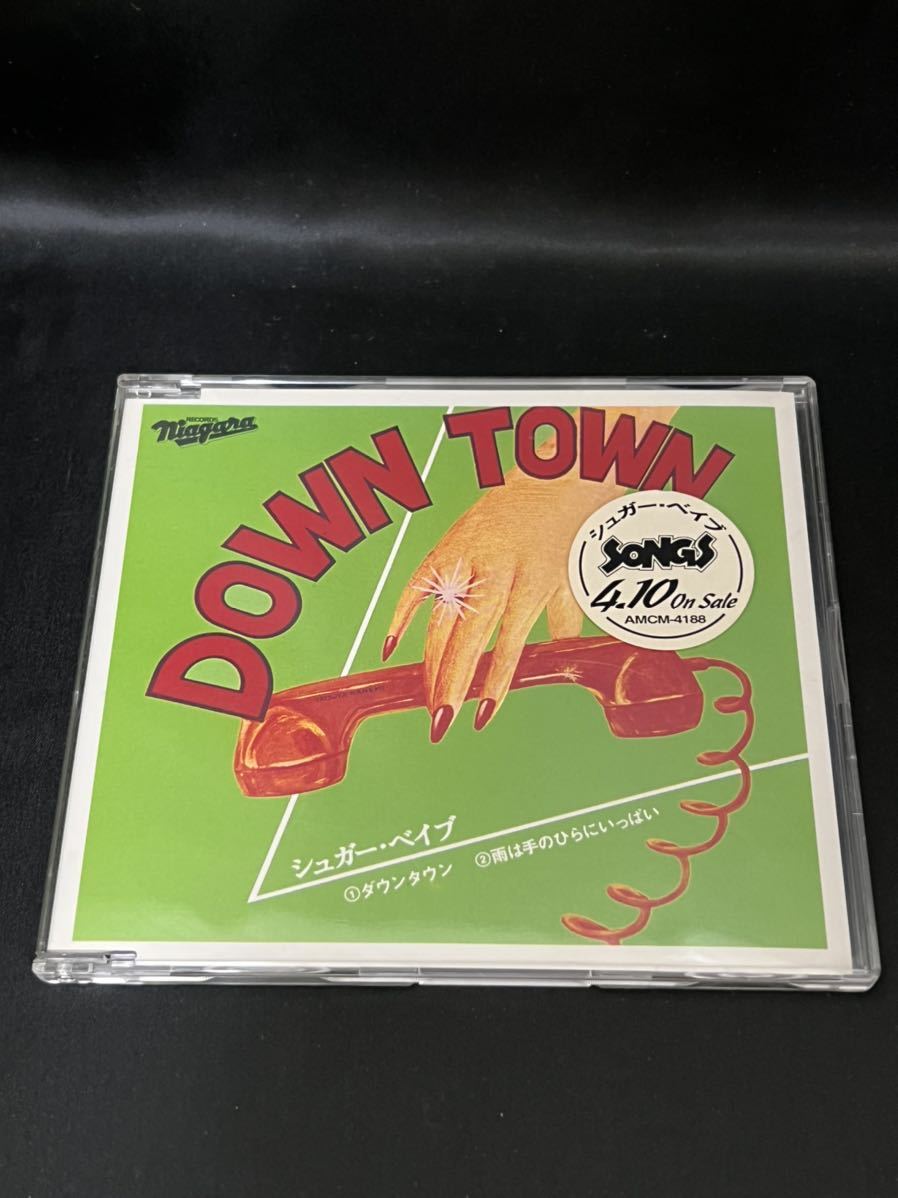 RECORDS
Niagara
DOWN TOWN
シュガー・ベイブ
SONGS
4.10 On Sale
AMCM-4188
シュガー・ベイブ
①ダウンタウン ②雨は手のひらにいっぱい